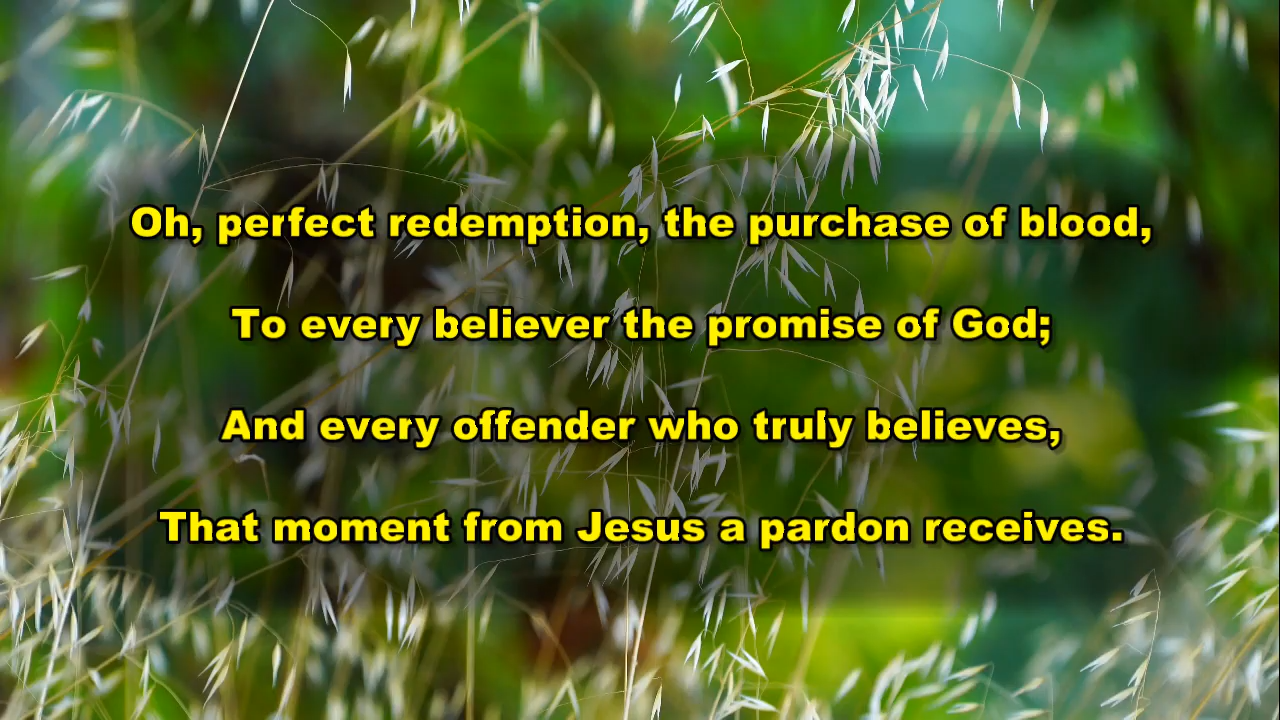 Oh, perfect redemption, the purchase of blood,
To every believer the promise of God;
And every offender who truly believes,
That moment from Jesus a pardon receives.